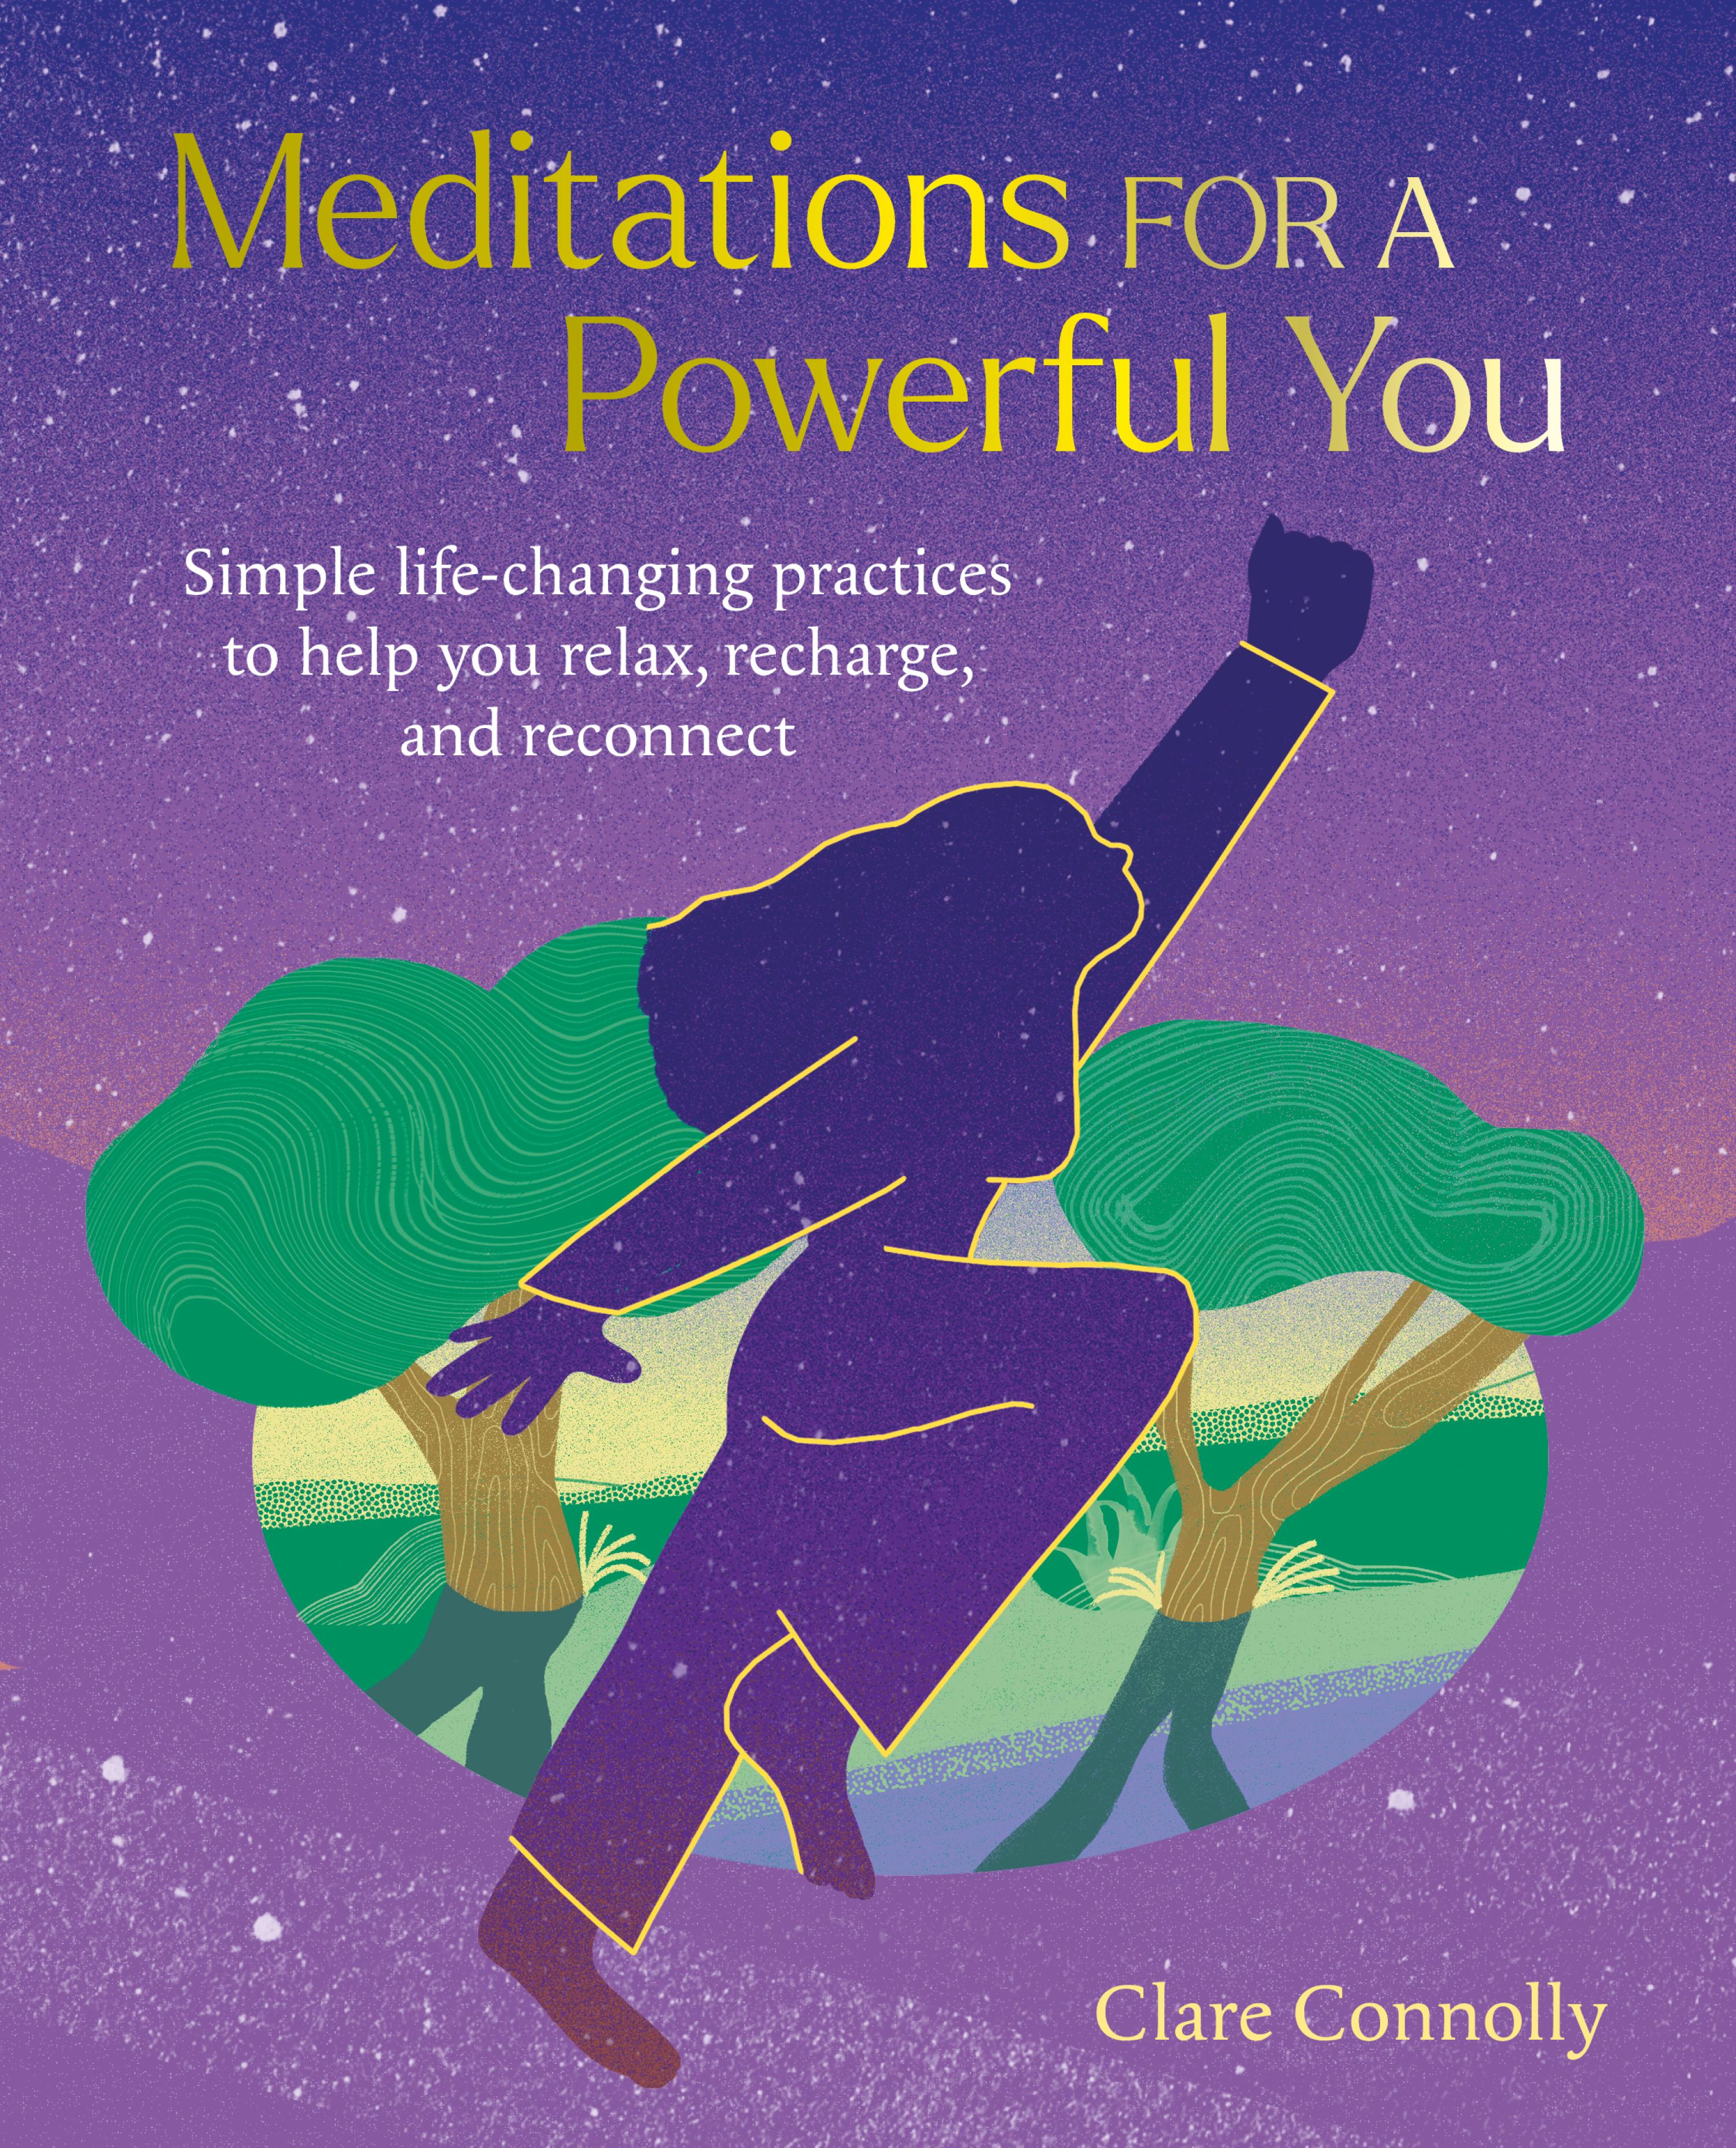 Meditations FOR A
Powerful You
Simple life-changing practices
to help you relax, recharge,
and reconnect
Clare Connolly